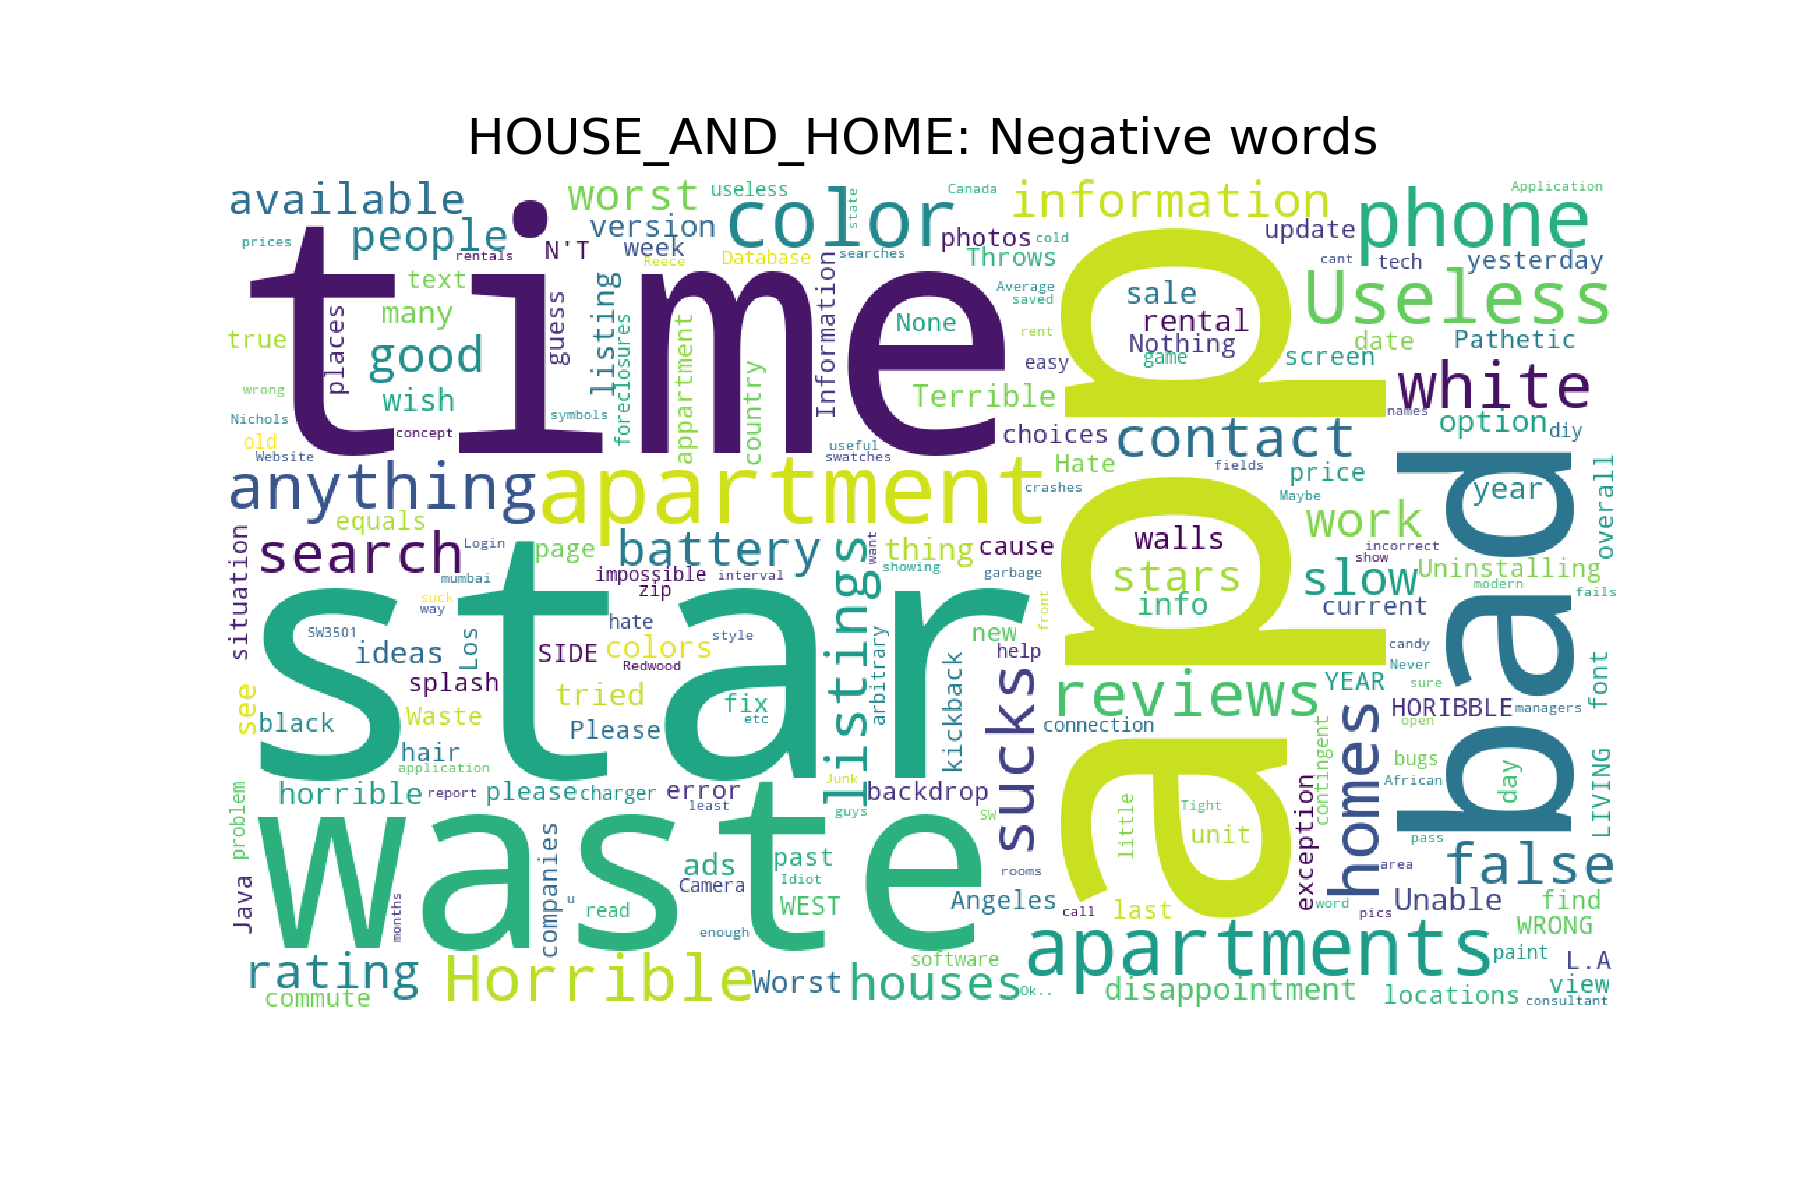 HOUSE_AND_HOME: Negative words
available
worst
useless
state
color
Canada
information
Application
phone
people
prices
rentals
N'T
version
week
Reece
Database
searches
photos
cold
Throws
update
cant
tech
yesterday
time
text
many
places
good
true
wrong
wish
Nichols
old
Website
concept
guess
symbols
listing
foreclosures
appartment
country
Information
None
useful
swatches
Average
saved
rent
easy
Terrible
choices
sale
rental
Nothing
game
screen
date
Useless
Pathetic
white
names
option
diy
contact
fields
Hate
crashes
price
Maybe
app
bad
year
overall
anything
apartment
equals
search
Login
page
battery
mumbai
impossible
zip
interval
listings
want
thing
showing
cause
garbage
walls
stars
info
work
incorrect
show
slow
Uninstalling
modern
fails
current
situation
star
suck
way
SW3501
ideas
Los
hate
SIDE
colors
style
Redwood
splash
tried
fix
etc
Waste
Please
see
black
hair
application
arbitrary
kickback
new
help
front
candy
Never
sure
YEAR
HORIBBLE
managers
font
reviews
connection
sucks
open
bugs
African
homes
contingent
LIVING
day
horrible
report
please
charger
error
least
Junk
guys
backdrop
SW
problem
Java
waste
companies
months
u
read
ads
Camera
past
Idiot
WEST
enough
rooms
Angeles
little
Tight
unit
exception
call
last
word
pics
area
pass
false
Unable
find
WRONG
rating
commute
Horrible
Worst
houses
software
Ok..
apartments
disappointment
paint
L.A
view
locations
consultant